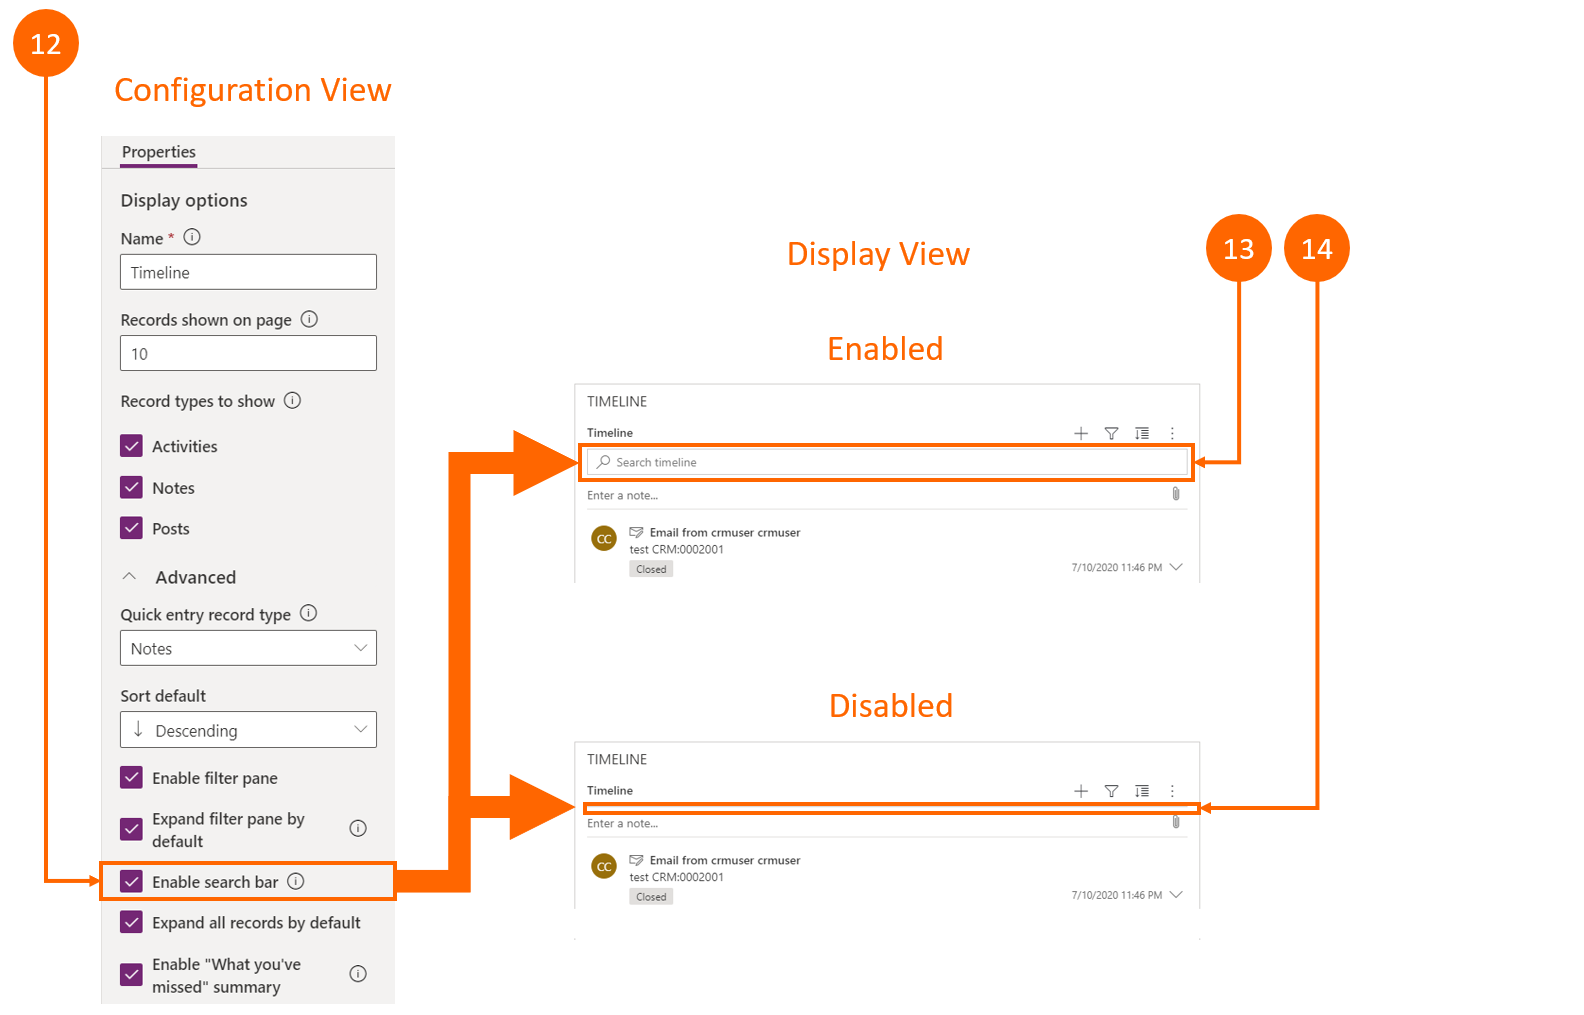 12
Configuration View
Properties
Display options
Name *
Timeline
Records shown on page
10
Record types to show
Activities
Notes
Posts
Advanced
Quick entry record type
Notes
Sort default
Descending
Enable filter pane
Expand filter pane by
default
Enable search bar
Expand all records by default
Enable "What you've
missed" summary
Display View
13
14
Enabled
TIMELINE
Timeline
Search timeline
Enter a note...
CC
Email from crmuser crmuser
test CRM:0002001
Closed
7/10/2020 11:46 PM
Disabled
TIMELINE
Timeline
Enter a note...
CC
Email from crmuser crmuser
test CRM:0002001
Closed
7/10/2020 11:46 PM